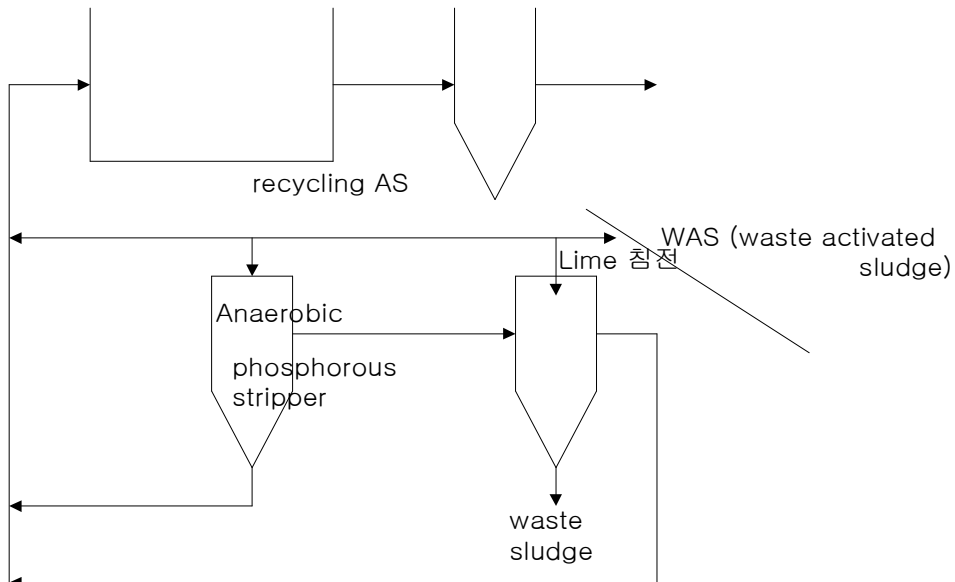 recycling AS
WAS (waste activated
sludge)
Lime 침전
Anaerobic
phosphorous
stripper
waste
sludge